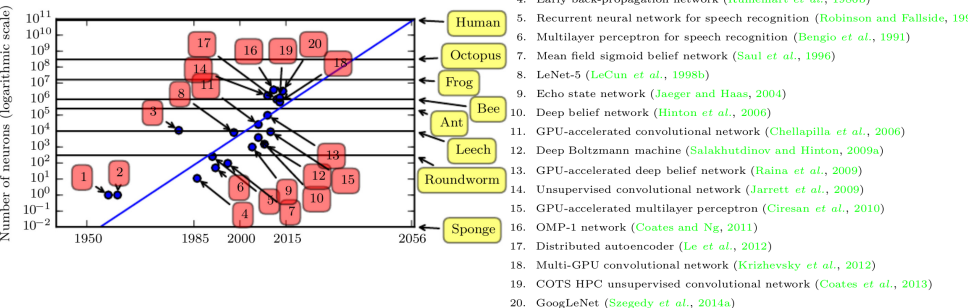 Number of neurons (logarithmic scale)
10^11
10^10
10^9
10^8
10^7
10^6
10^5
10^4
10^3
10^2
10^1
10^0
10^−1
10^−2
1950
1985
2000
2015
2056
1
2
3
8
11
14
17
16
19
20
18
13
15
12
10
9
7
5
6
4
Human
Octopus
Frog
Bee
Ant
Leech
Roundworm
Sponge
5. Recurrent neural network for speech recognition (Robinson and Fallside, 199
6. Multilayer perceptron for speech recognition (Bengio et al., 1991)
7. Mean field sigmoid belief network (Saul et al., 1996)
8. LeNet-5 (LeCun et al., 1998b)
9. Echo state network (Jaeger and Haas, 2004)
10. Deep belief network (Hinton et al., 2006)
11. GPU-accelerated convolutional network (Chellapilla et al., 2006)
12. Deep Boltzmann machine (Salakhutdinov and Hinton, 2009a)
13. GPU-accelerated deep belief network (Raina et al., 2009)
14. Unsupervised convolutional network (Jarrett et al., 2009)
15. GPU-accelerated multilayer perceptron (Ciresan et al., 2010)
16. OMP-1 network (Coates and Ng, 2011)
17. Distributed autoencoder (Le et al., 2012)
18. Multi-GPU convolutional network (Krizhevsky et al., 2012)
19. COTS HPC unsupervised convolutional network (Coates et al., 2013)
20. GoogLeNet (Szegedy et al., 2014a)